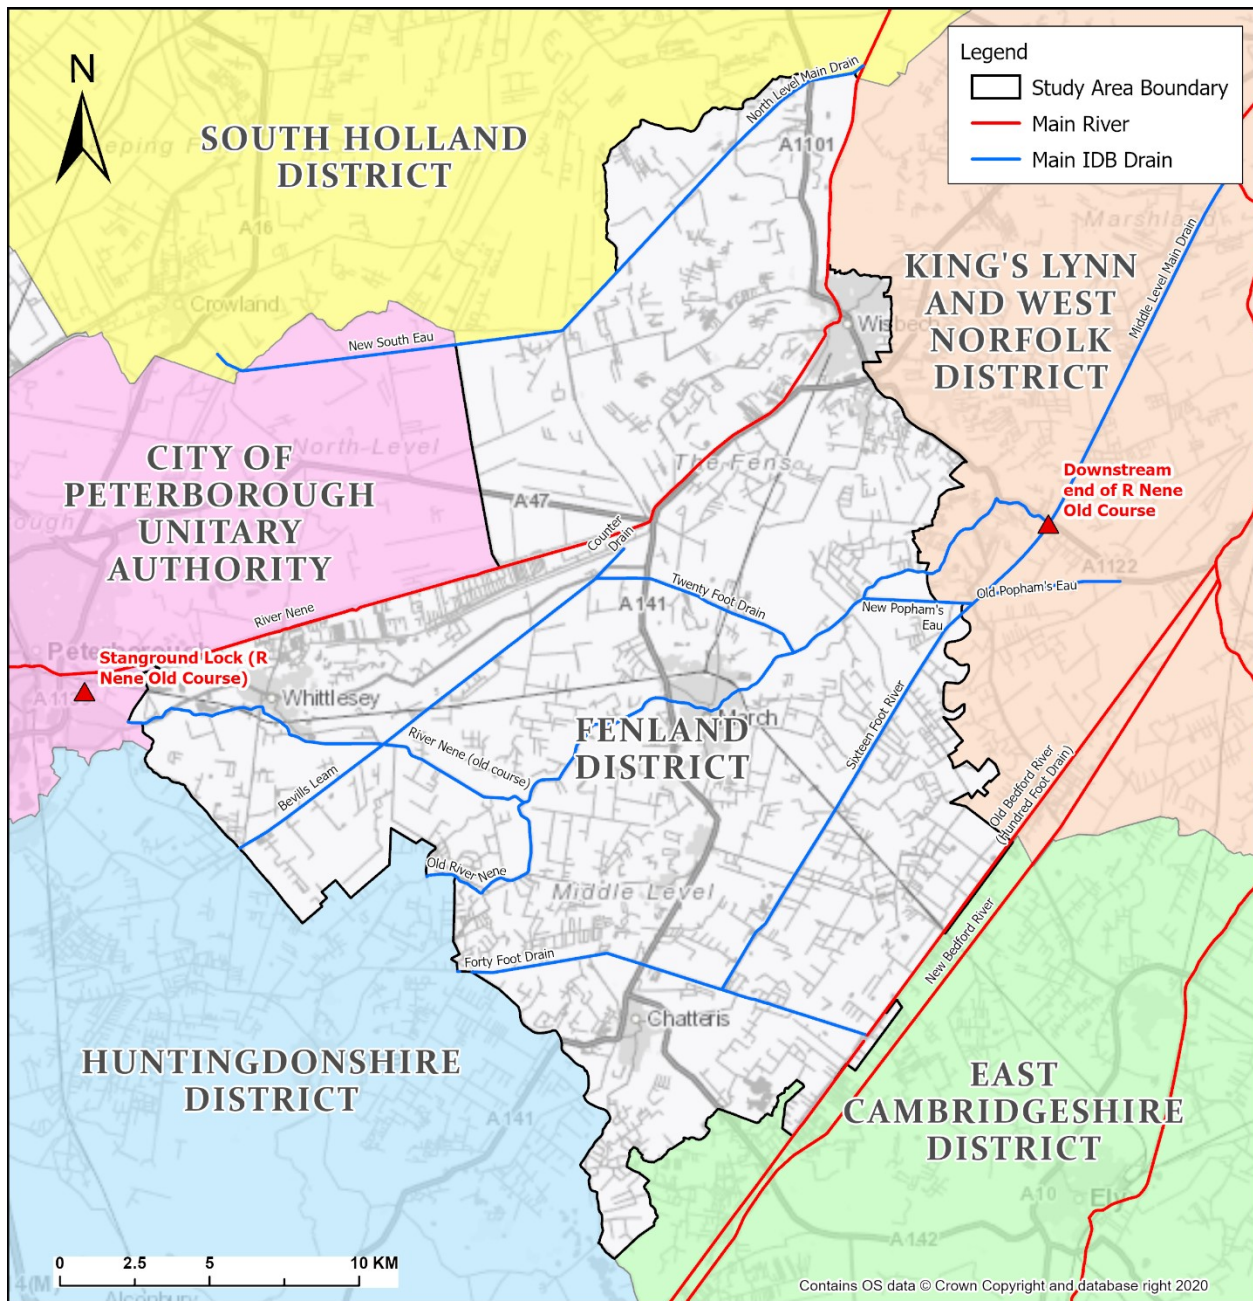 N
Legend
Study Area Boundary
Main River
Main IDB Drain
SOUTH HOLLAND
DISTRICT
North Level Main Drain
A1101
A16
Crowland
Marshland
KING'S LYNN
AND WEST
NORFOLK
DISTRICT
Middle Level Main Drain
New South Eau
Wisbech
CITY OF
PETERBOROUGH
UNITARY
AUTHORITY
North Level
The Fens
A47
Counter
Drain
Downstream
end of R Nene
Old Course
A1122
River Nene
A141
Twenty Foot Drain
New Popham's
Eau
Old Popham's Eau
Stanground Lock (R
Nene Old Course)
Whittlesey
March
FENLAND
DISTRICT
River Nene (old course)
Sixteen Foot River
Bevills Leam
Old River Nene
Middle Level
Old Bedford River
(Hundred Foot Drain)
New Bedford River
Forty Foot Drain
Chatteris
HUNTINGDONSHIRE
DISTRICT
A141
EAST
CAMBRIDGESHIRE
DISTRICT
A10
Ely
A142
0 2.5 5 10 KM
Contains OS data © Crown Copyright and database right 2020